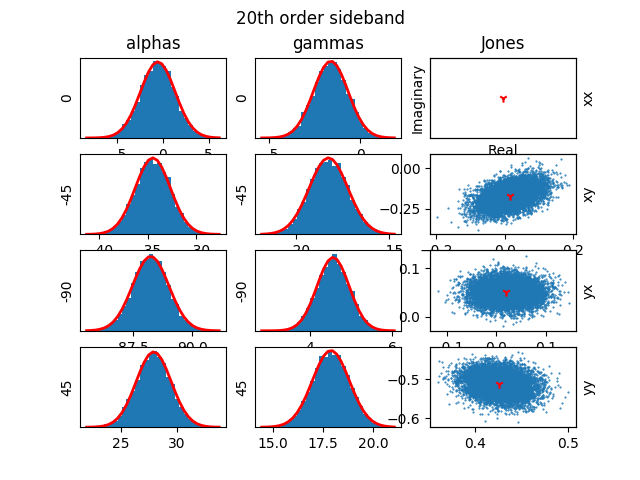 20th order sideband
alphas gammas Jones
0 0 Imaginary xx
5 0 5 5 0 Real
-45 -45 0.00 −0.25 xy
40 35 30 20 15 −0.2 0.0 0.2
-90 -90 0.1 0.0 yx
87.5 90.0 4 6 0.1 0.0 0.1
45 45 −0.5 −0.6 yy
25 30 15.0 17.5 20.0 0.4 0.5